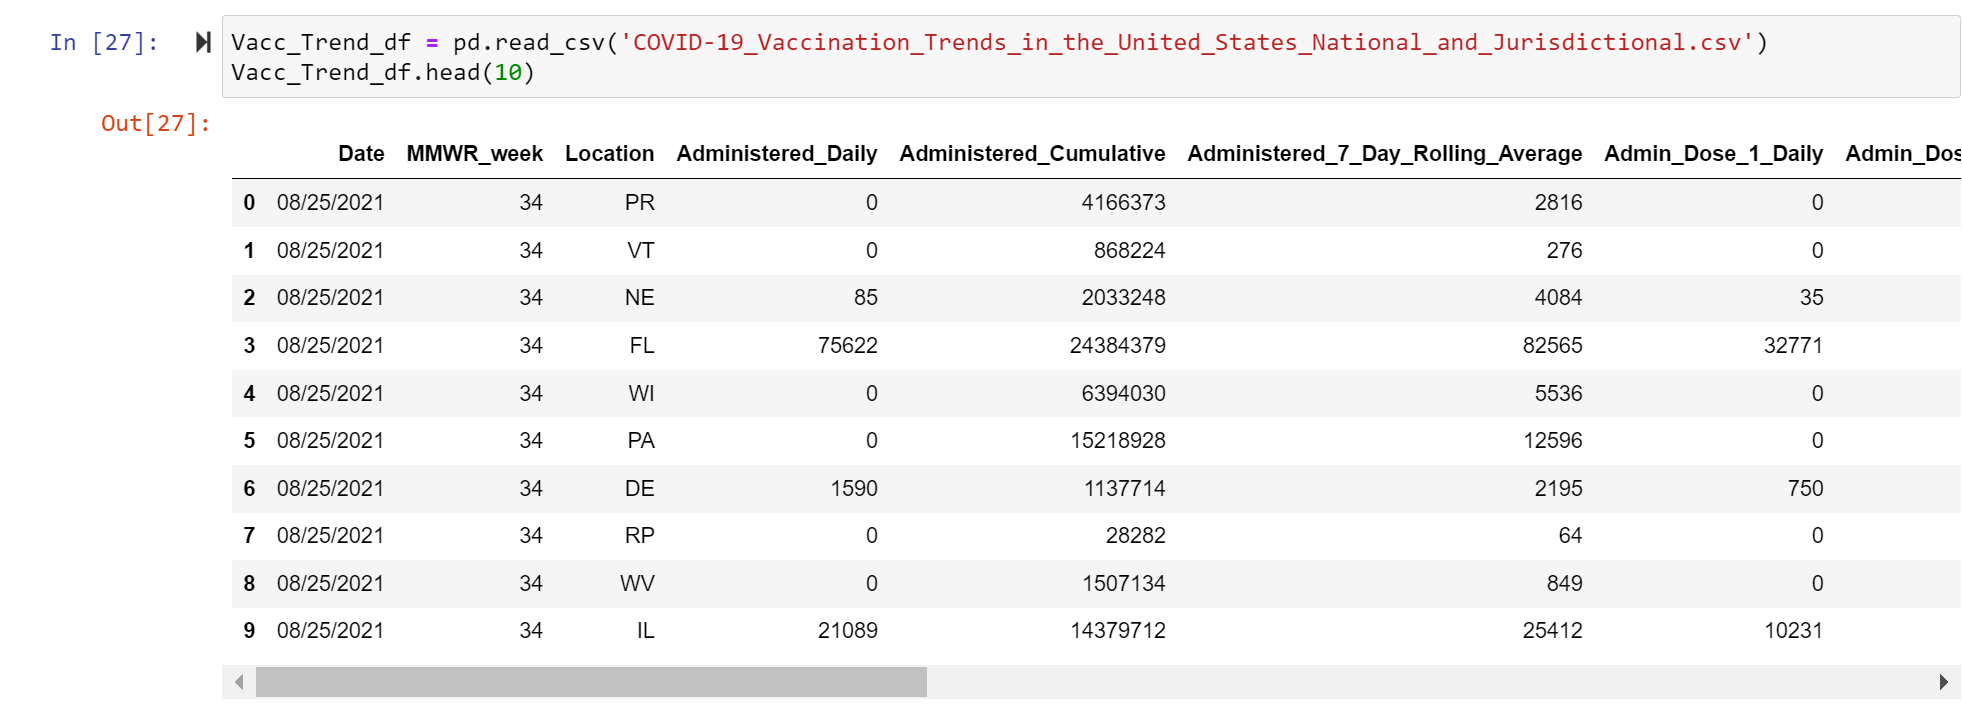 In [27]: Vacc_Trend_df = pd.read_csv('COVID-19_Vaccination_Trends_in_the_United_States_National_and_Jurisdictional.csv')
Vacc_Trend_df.head(10)
Out[27]:
Date MMWR_week Location Administered_Daily Administered_Cumulative Administered_7_Day_Rolling_Average Admin_Dose_1_Daily Admin_Dos
0 08/25/2021 34 PR 0 4166373 2816 0
1 08/25/2021 34 VT 0 868224 276 0
2 08/25/2021 34 NE 85 2033248 4084 35
3 08/25/2021 34 FL 75622 24384379 82565 32771
4 08/25/2021 34 WI 0 6394030 5536 0
5 08/25/2021 34 PA 0 15218928 12596 0
6 08/25/2021 34 DE 1590 1137714 2195 750
7 08/25/2021 34 RP 0 28282 64 0
8 08/25/2021 34 WV 0 1507134 849 0
9 08/25/2021 34 IL 21089 14379712 25412 10231